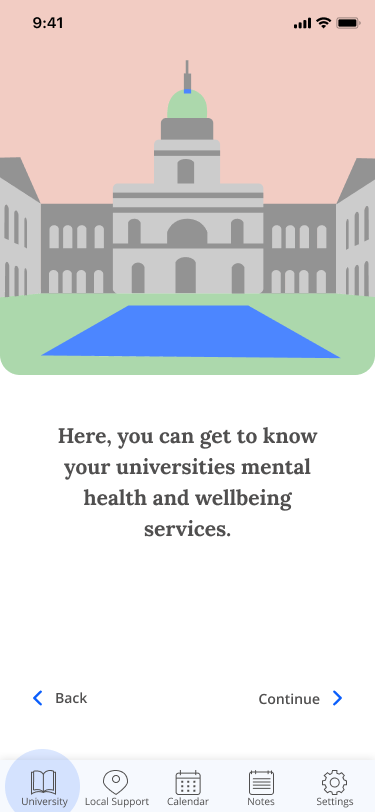 9:41
Here, you can get to know
your universities mental
health and wellbeing
services.
Back
Continue
University
Local Support
Calendar
Notes
Settings